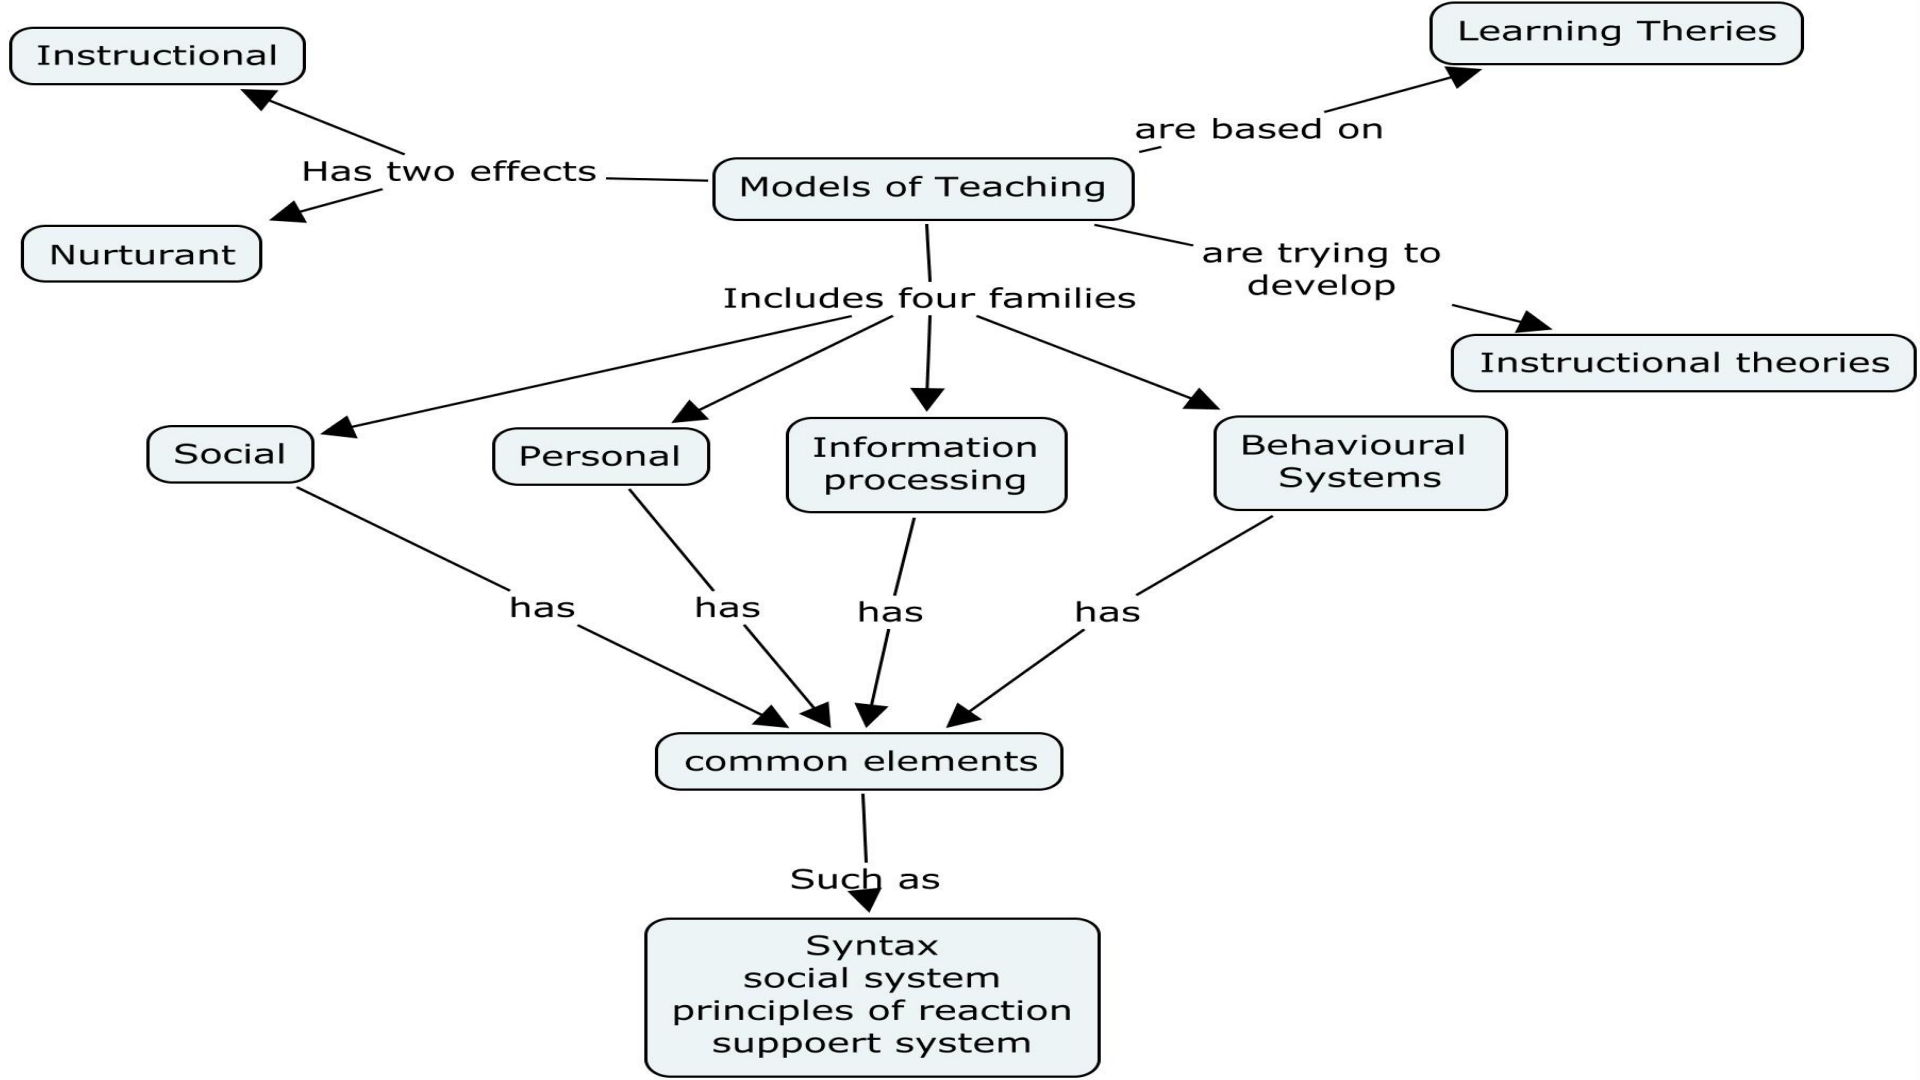 Learning Theries
Instructional
are based on
Has two effects
Models of Teaching
Nurturant
are trying to
develop
Includes four families
Instructional theories
Social
Personal
Information
processing
Behavioural
Systems
has
has
has
has
common elements
Such as
Syntax
social system
principles of reaction
suppoert system